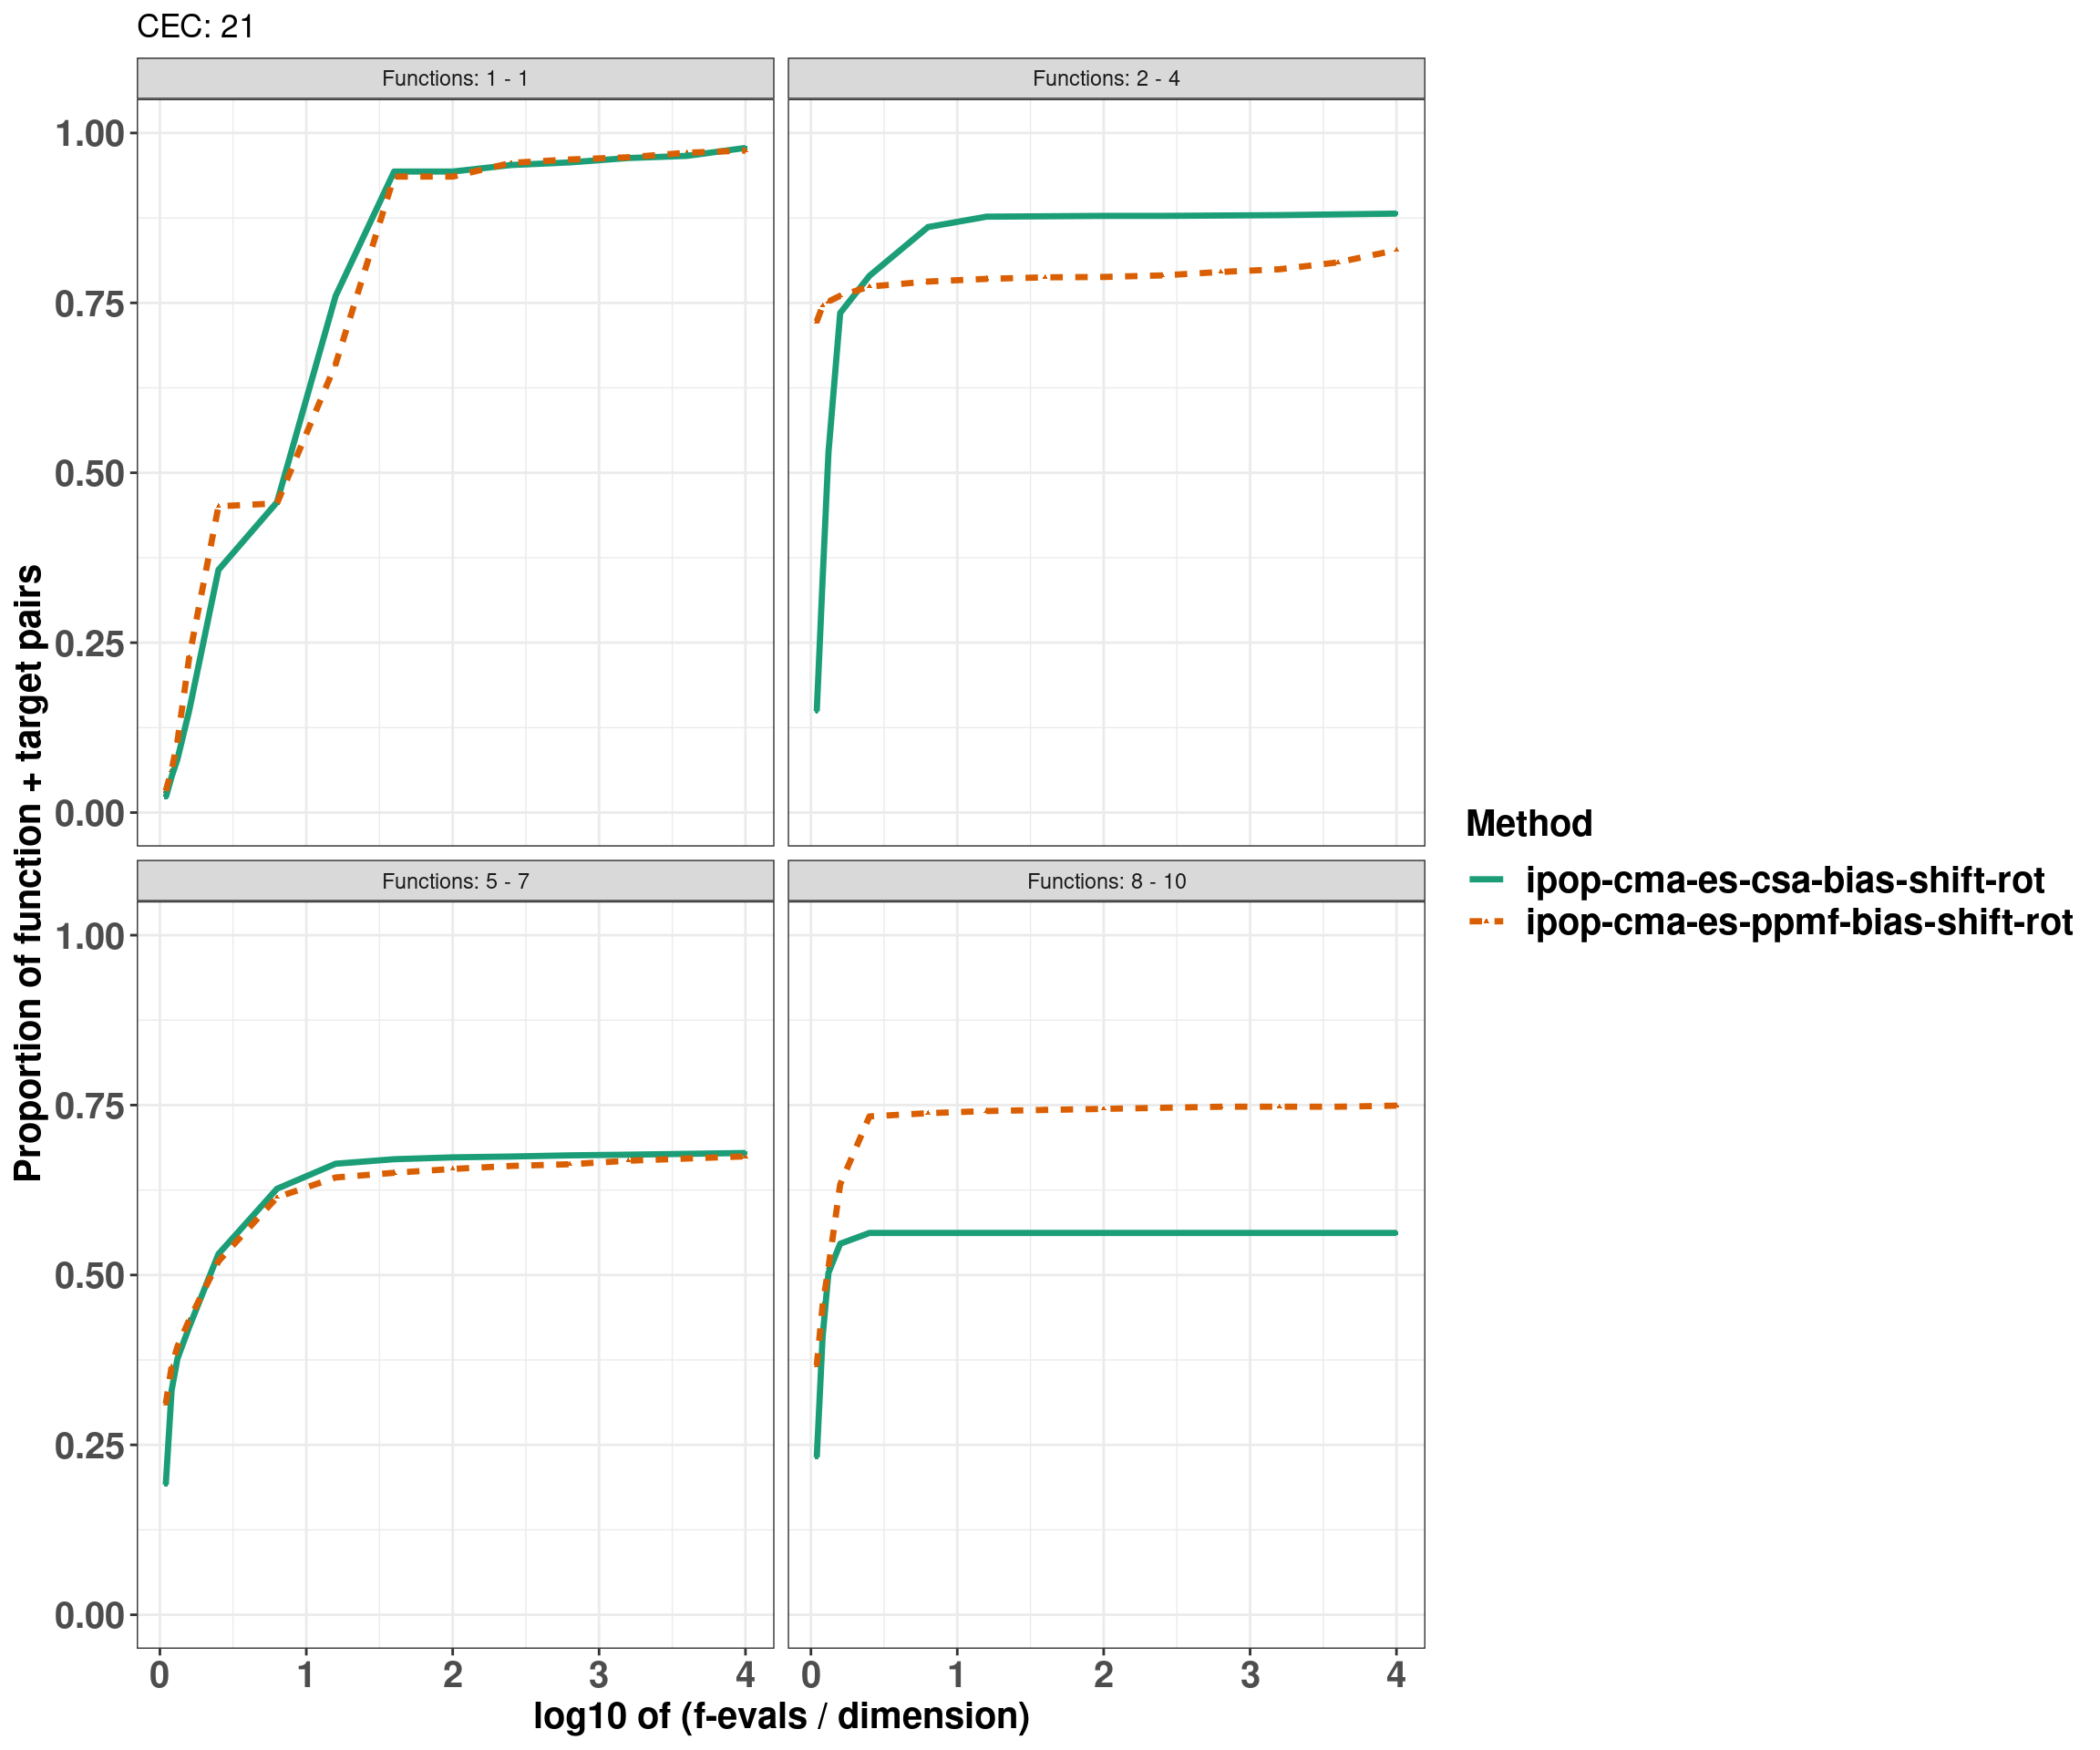 CEC: 21
Functions: 1 - 1
Functions: 2 - 4
1.00
0.75
0.50
0.25
0.00
Functions: 5 - 7
Functions: 8 - 10
1.00
0.75
0.50
0.25
0.00
0 1 2 3 4
0 1 2 3 4
log10 of (f-evals / dimension)
Proportion of function + target pairs
Method
ipop-cma-es-csa-bias-shift-rot
ipop-cma-es-ppmf-bias-shift-rot